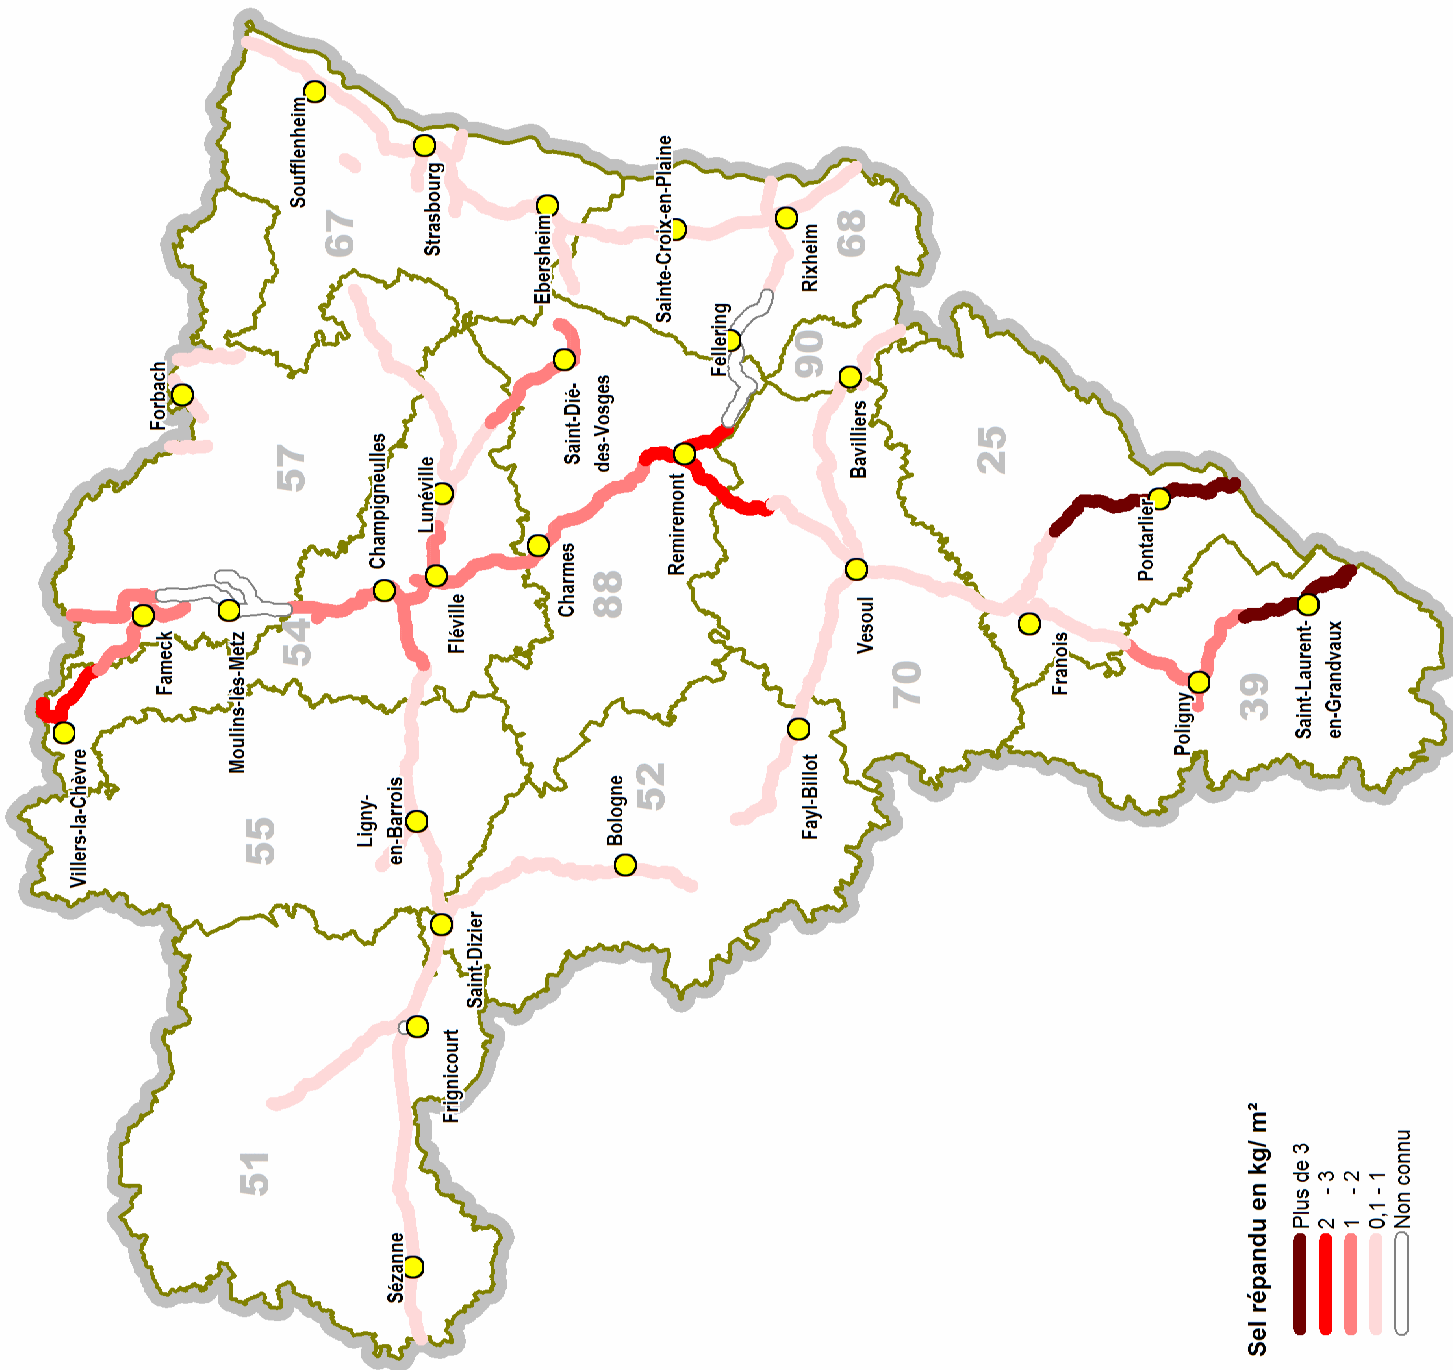 Villers-la-Chèvre
Fameck
Moulins-lès-Metz
Forbach
Soufflenheim
Strasbourg
Ebersheim
Sainte-Croix-en-Plaine
Rixheim
Fellering
Champigneulles
Lunéville
Fléville
Saint-Dié-
des-Vosges
Charmes
Remiremont
Ligny-
en-Barrois
Saint-Dizier
Frignicourt
Sézanne
Bologne
Fayl-Billot
Vesoul
Bavilliers
Franois
Pontarlier
Poligny
Saint-Laurent-
en-Grandvaux
51
55
54
57
67
68
88
90
52
70
25
39
Sel répandu en kg/ m²
Plus de 3
2 - 3
1 - 2
0,1 - 1
Non connu